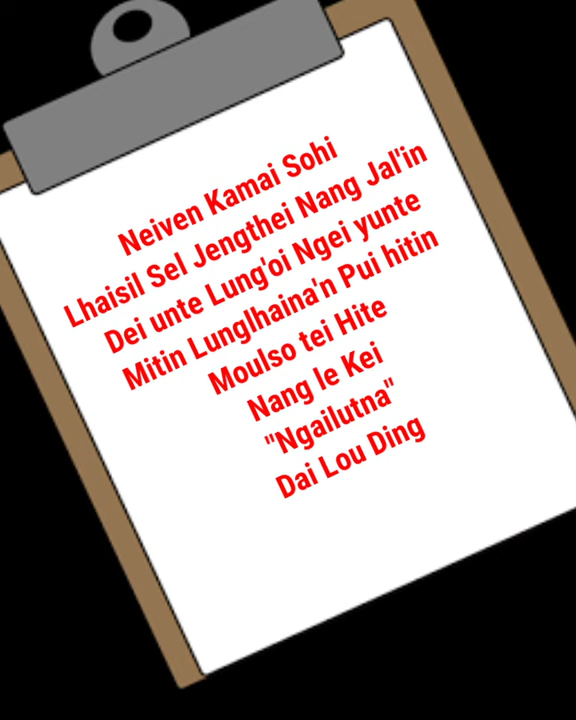 Neiven Kamai Sohi
Lhaisil Sel Jengthei Nang Jal'in
Dei unte Lung'oi Ngei yunte
Mitin Lunglhaina'n Pui hitin
Moulso tei Hite
Nang le Kei
"Ngailutna"
Dai Lou Ding